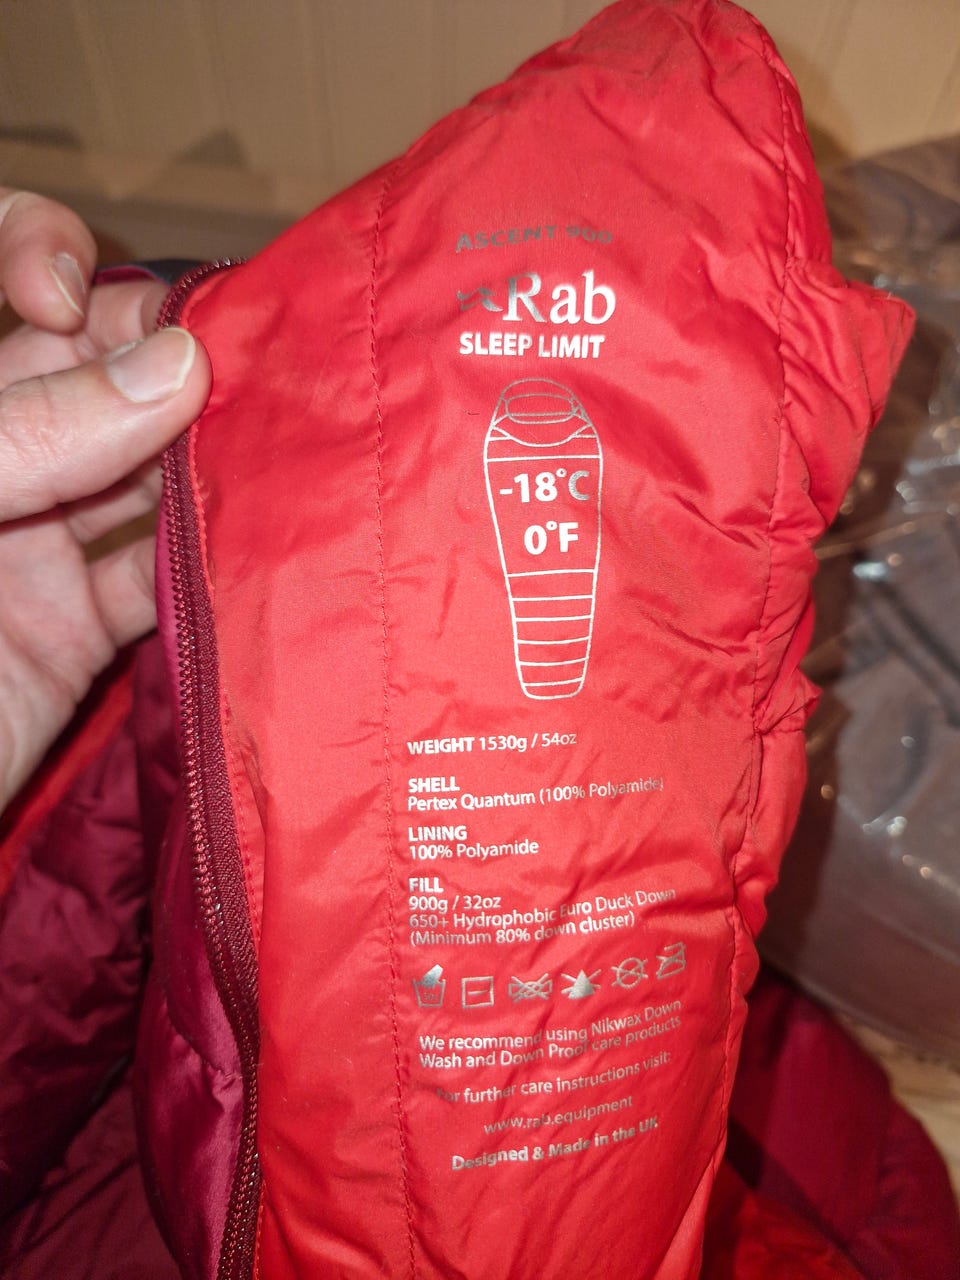 ASCENT 900
Rab
SLEEP LIMIT
-18°C
0°F
WEIGHT 1530g / 54oz
SHELL
Pertex Quantum (100% Polyamide)
LINING
100% Polyamide
FILL
900g / 32oz
650+ Hydrophobic Euro Duck Down
(Minimum 80% down cluster)
We recommend using Nikwax Down
Wash and Down Proof care products
For further care instructions visit:
www.rab.equipment
Designed & Made in the UK